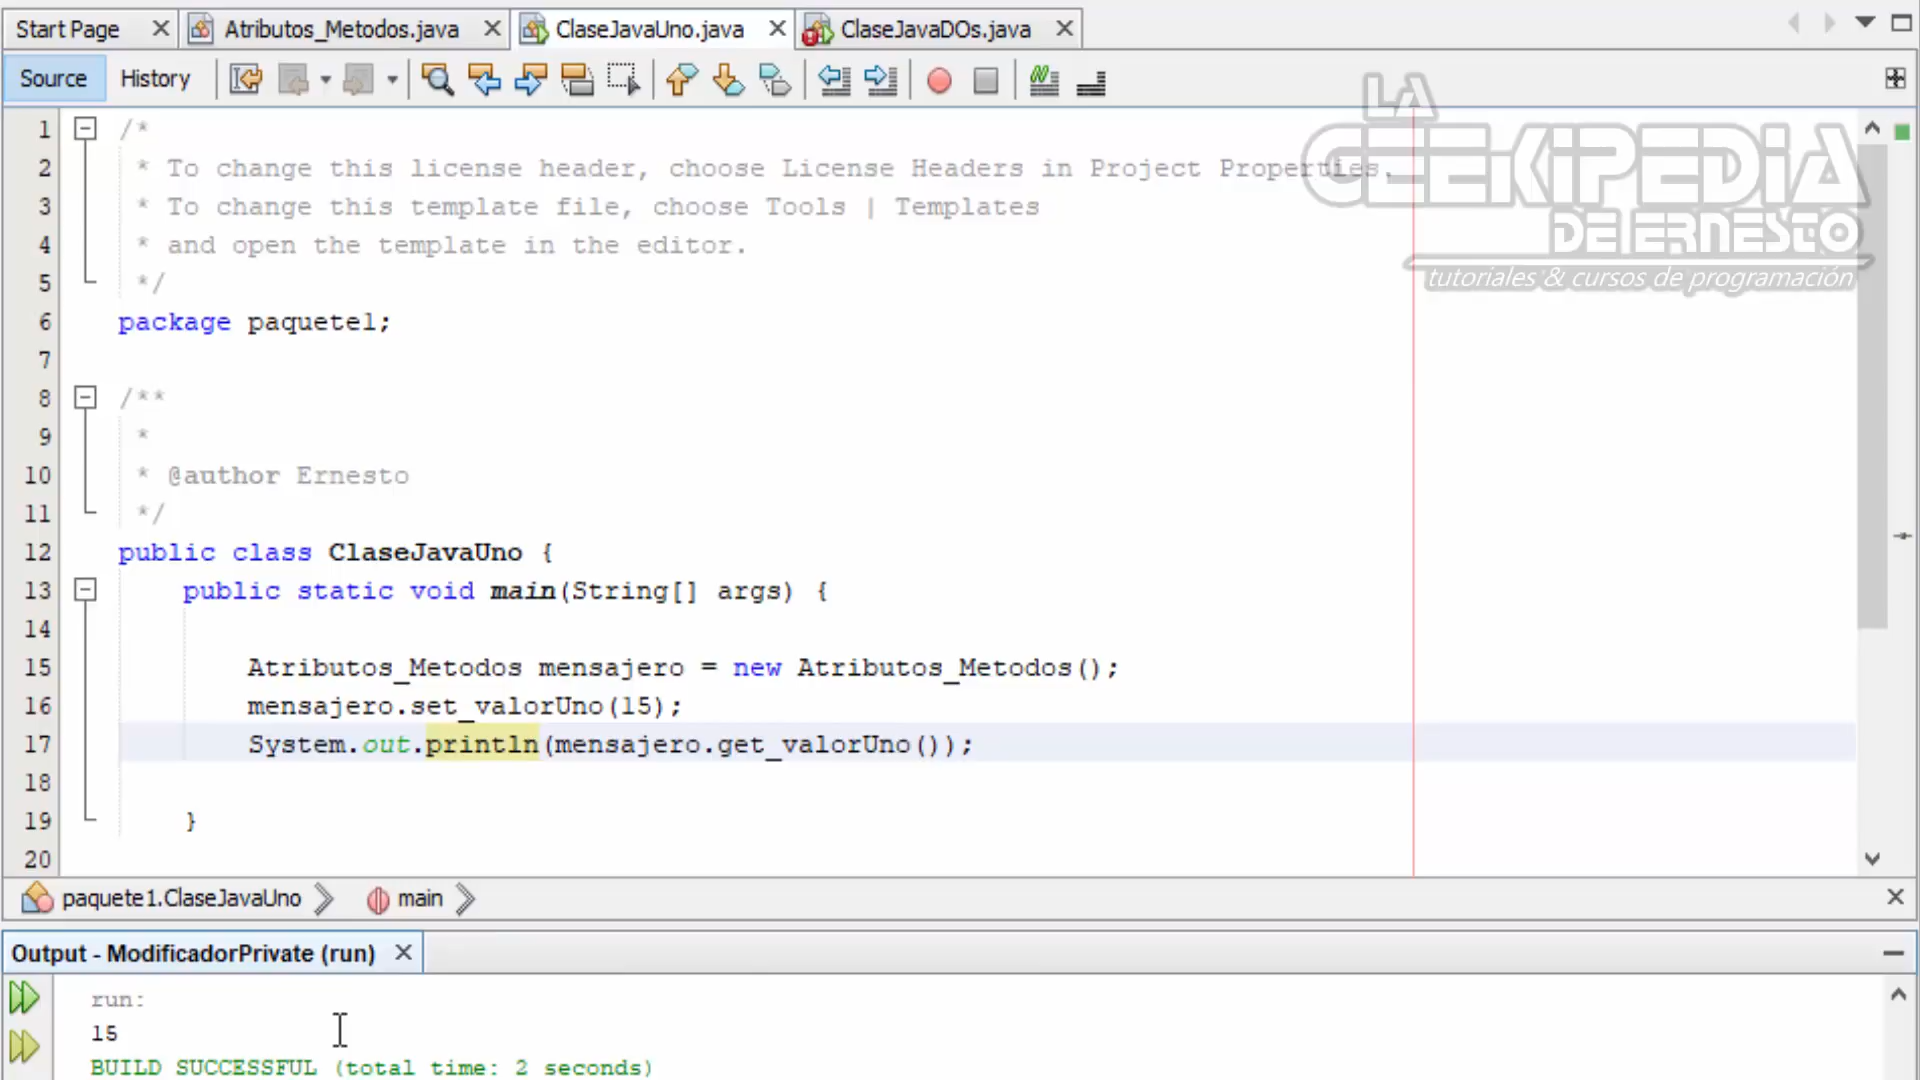 Start Page
Atributos_Metodos.java
ClaseJavaUno.java
ClaseJavaDOs.java
Source
History
LA
GEEKIPEDIA
DE ERNESTO
tutoriales & cursos de programación
1 /*
2 * To change this license header, choose License Headers in Project Properties.
3 * To change this template file, choose Tools | Templates
4 * and open the template in the editor.
5 */
6 package paquete1;
7
8 /**
9 *
10 * @author Ernesto
11 */
12 public class ClaseJavaUno {
13 public static void main(String[] args) {
14
15 Atributos_Metodos mensajero = new Atributos_Metodos();
16 mensajero.set_valorUno(15);
17 System.out.println(mensajero.get_valorUno());
18
19 }
20
paquete1.ClaseJavaUno
main
Output - ModificadorPrivate (run)
run:
15
BUILD SUCCESSFUL (total time: 2 seconds)